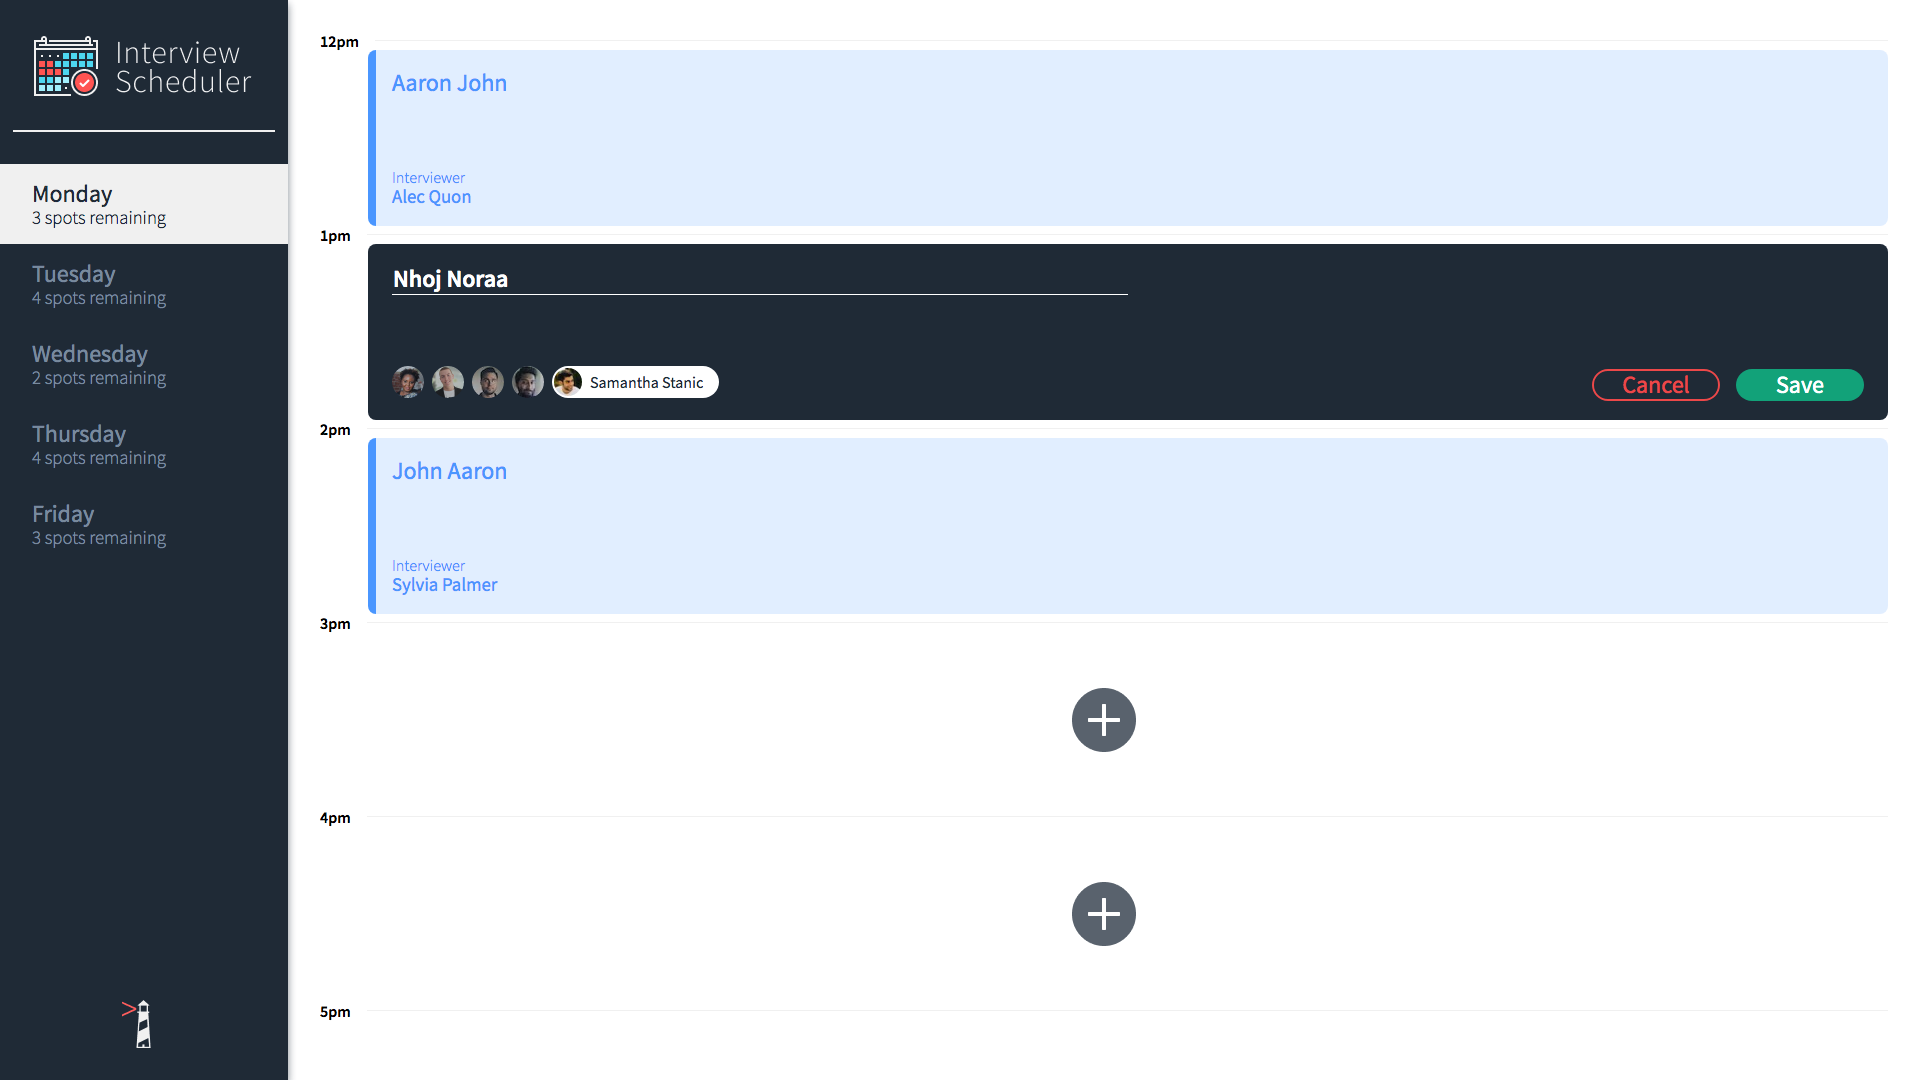 Interview
Scheduler
Monday
3 spots remaining
Tuesday
4 spots remaining
Wednesday
2 spots remaining
Thursday
4 spots remaining
Friday
3 spots remaining
12pm
Aaron John
Interviewer
Alec Quon
1pm
Nhoj Noraa
Samantha Stanic
Cancel
Save
2pm
John Aaron
Interviewer
Sylvia Palmer
3pm
4pm
5pm